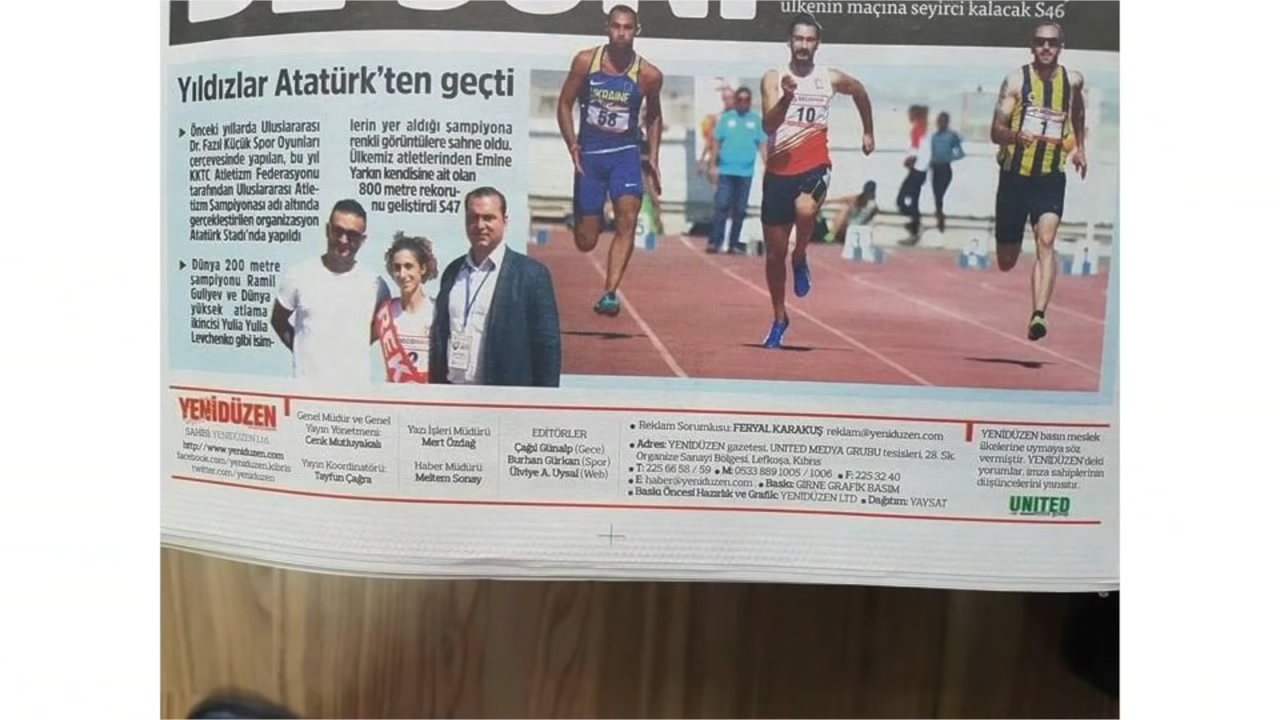 ülkenin maçına seyirci kalacak S46
Yıldızlar Atatürk'ten geçti
Önceki yıllarda Uluslararası
Dr. Fazıl Küçük Spor Oyunları
çerçevesinde yapılan, bu yıl
KKTC Atletizm Federasyonu
tarafından Uluslararası Atle-
tizm Şampiyonası adı altında
gerçekleştirilen organizasyon
Atatürk Stadı'nda yapıldı
Dünya 200 metre
şampiyonu Ramil
Guliyev ve Dünya
yüksek atlama
ikincisi Yulia Yulia
Levchenko gibi isim-
lerin yer aldığı şampiyona
renkli görüntülere sahne oldu.
Ülkemiz atletlerinden Emine
Yarkın kendisine ait olan
800 metre rekoru-
nu geliştirdi S47
UKRAINE
58
10
1
REK
YENİDÜZEN
SAHİBİ: YENİDÜZEN Ltd.
http://www.yeniduzen.com
facebook.com/yeniduzen.kibris
twitter.com/yeniduzen
Genel Müdür ve Genel
Yayın Yönetmeni:
Cenk Mutluyakalı
Yayın Koordinatörü:
Tayfun Çağra
Yazı İşleri Müdürü
Mert Özdağ
Haber Müdürü
Meltem Sonay
EDİTÖRLER
Çağıl Günalp (Gece)
Burhan Gürkan (Spor)
Ülviye A. Uysal (Web)
• Reklam Sorumlusu: FERYAL KARAKUŞ reklam@yeniduzen.com
• Adres: YENİDÜZEN gazetesi, UNITED MEDYA GRUBU tesisleri, 28. Sk.
Organize Sanayi Bölgesi, Lefkoşa, Kıbrıs
• T: 225 66 58 / 59 • M: 0533 889 1005 / 1006 • F: 225 32 40
• E: haber@yeniduzen.com • Baskı: GİRNE GRAFİK BASIM
• Baskı Öncesi Hazırlık ve Grafik: YENİDÜZEN LTD • Dağıtım: YAYSAT
YENİDÜZEN basın meslek
ilkelerine uymaya söz
vermiştir. YENİDÜZEN'deki
yorumlar, imza sahiplerinin
düşüncelerini yansıtır.
UNITED